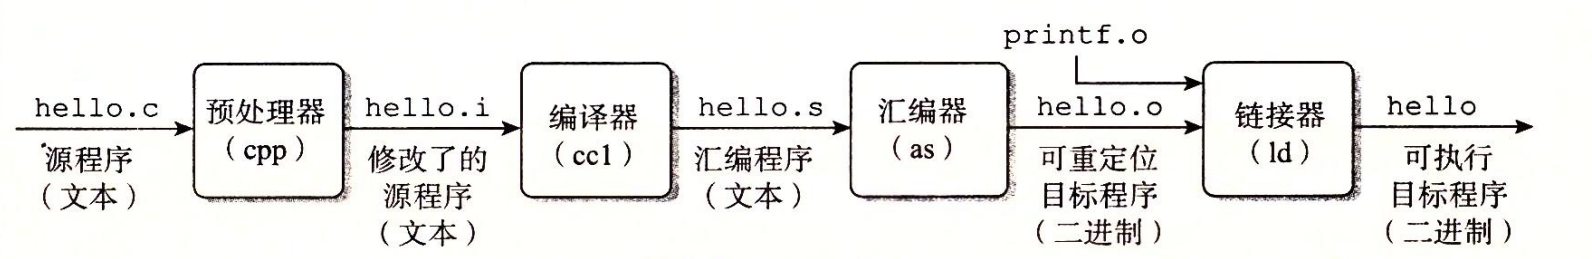 printf.o
hello.c
预处理器
(cpp)
hello.i
编译器
(cc1)
hello.s
汇编器
(as)
hello.o
链接器
(ld)
hello
源程序
(文本)
修改了的
源程序
(文本)
汇编程序
(文本)
可重定位
目标程序
(二进制)
可执行
目标程序
(二进制)